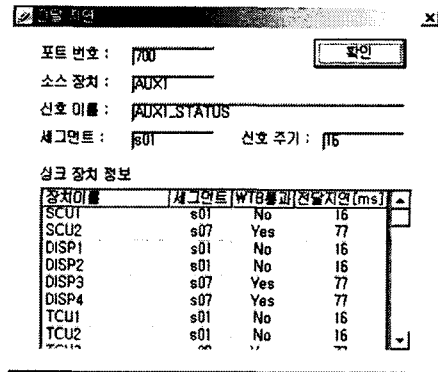 전달 지연
포트 번호 : 700 확인
소스 장치 : AUX1
신호 이름 : AUX1_STATUS
세그먼트 : s01 신호 주기 : 16
싱크 장치 정보
장치이름 세그먼트 WTB통과 전달지연[ms]
SCU1 s01 No 16
SCU2 s07 Yes 77
DISP1 s01 No 16
DISP2 s01 No 16
DISP3 s07 Yes 77
DISP4 s07 Yes 77
TCU1 s01 No 16
TCU2 s01 No 16